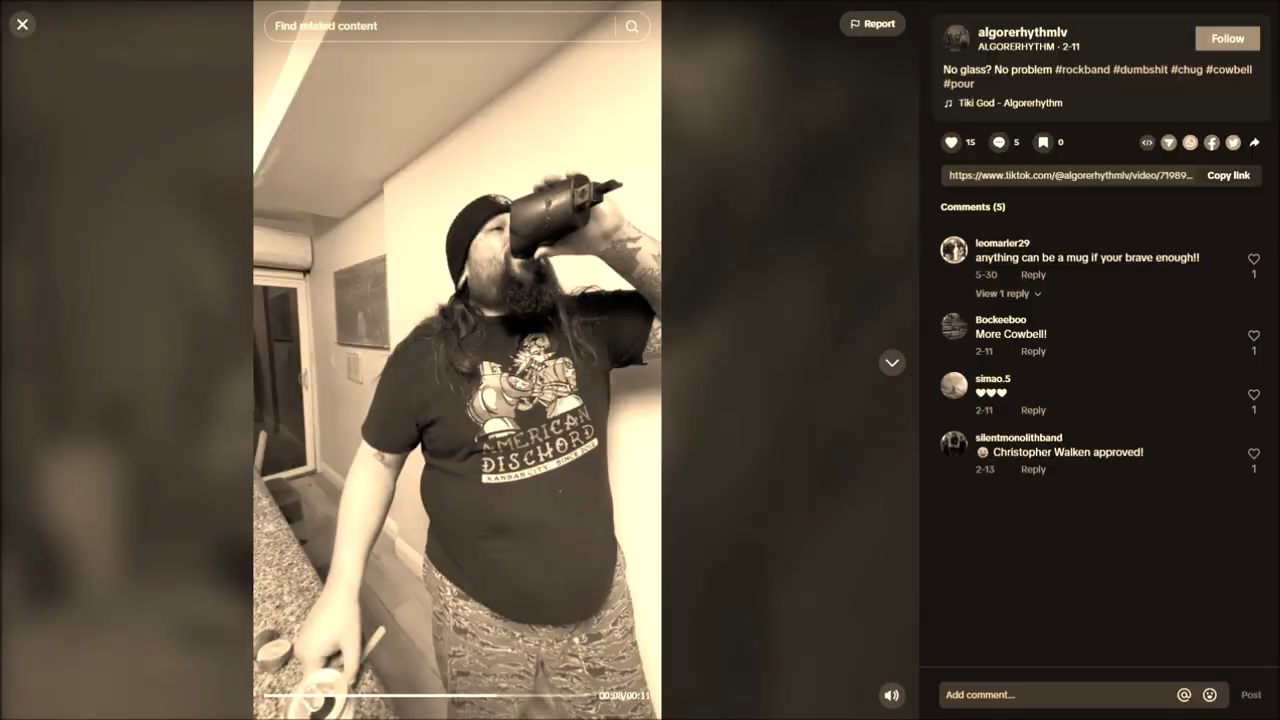 Find related content
Report
algorerhythmlv
ALGORERHYTHM · 2-11
Follow
No glass? No problem #rockband #dumbshit #chug #cowbell
#pour
Tiki God - Algorerhythm
15
5
0
https://www.tiktok.com/@algorerhythmlv/video/71989...
Copy link
Comments (5)
leomarler29
anything can be a mug if your brave enough!!
5-30 Reply
1
View 1 reply
Bockeeboo
More Cowbell!
2-11 Reply
1
simao.5
2-11 Reply
1
silentmonolithband
Christopher Walken approved!
2-13 Reply
1
AMERICAN
DISCHORD
KANSAS CITY SINCE 2012
00:08/00:11
Add comment...
Post